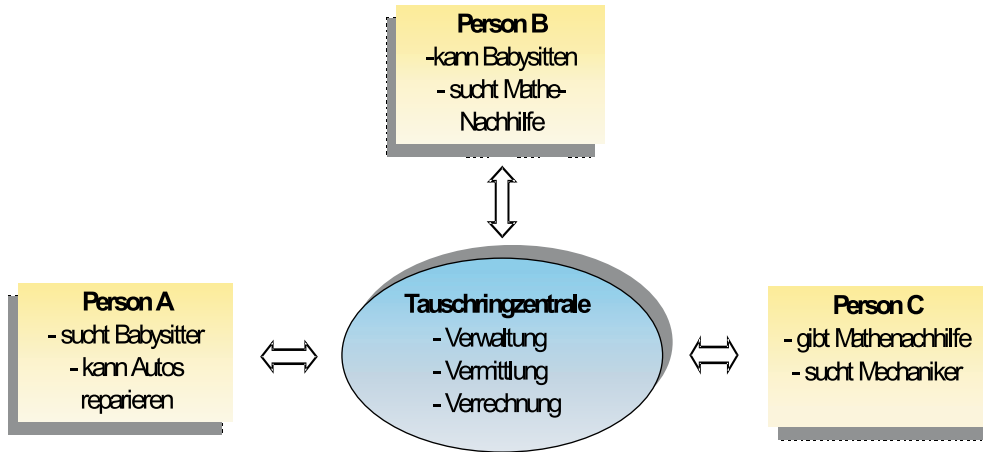 Person B
-kann Babysitten
- sucht Mathe-
Nachhilfe
Person A
- sucht Babysitter
- kann Autos
reparieren
Tauschringzentrale
- Verwaltung
- Vermittlung
- Verrechnung
Person C
- gibt Mathenachhilfe
- sucht Mechaniker